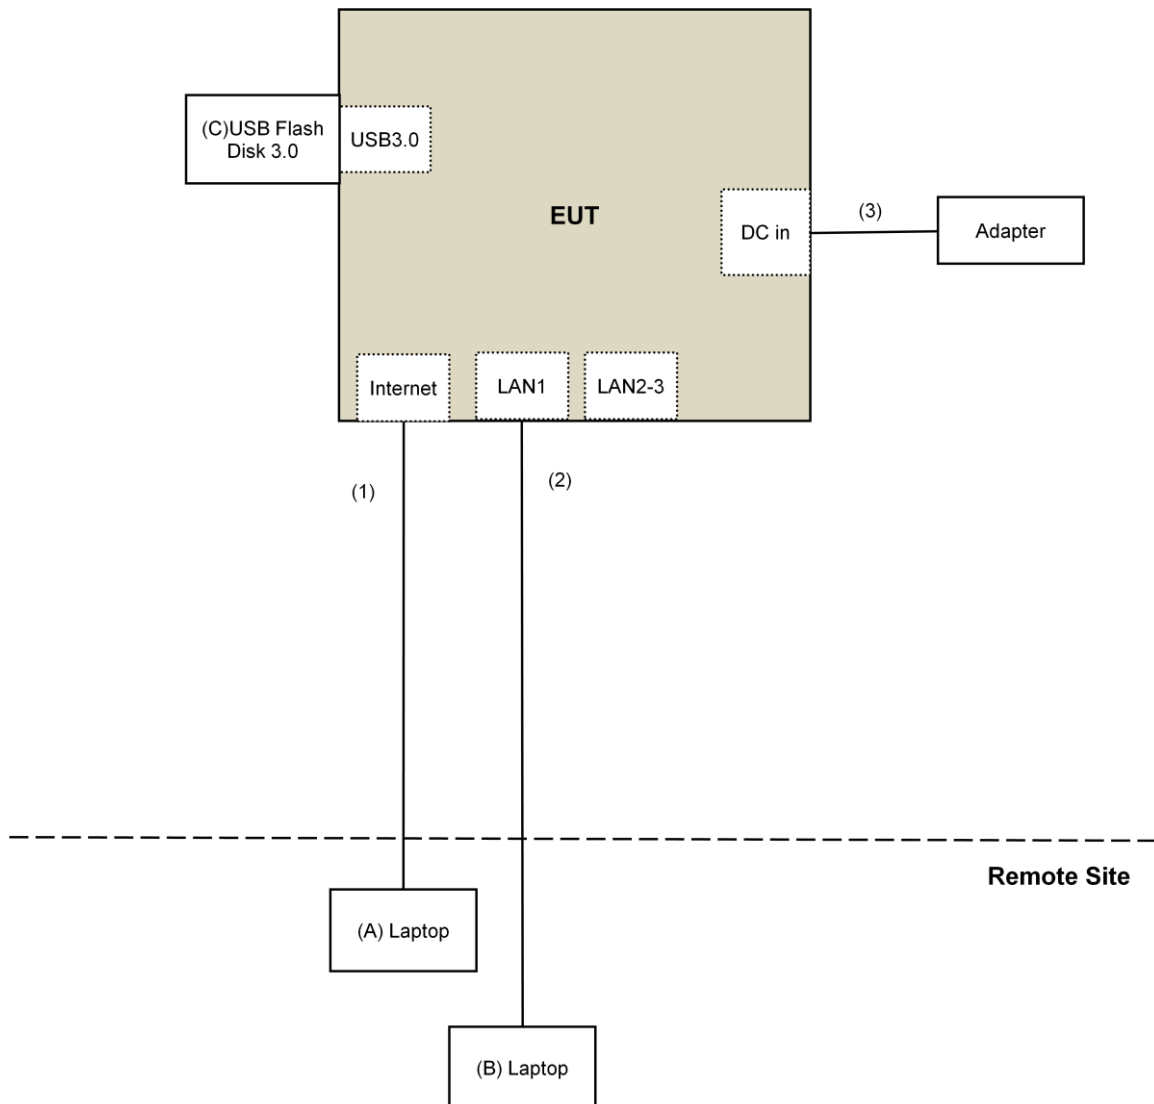 (C)USB Flash
Disk 3.0
USB3.0
EUT
DC in
(3)
Adapter
Internet
LAN1
LAN2-3
(1)
(2)
Remote Site
(A) Laptop
(B) Laptop